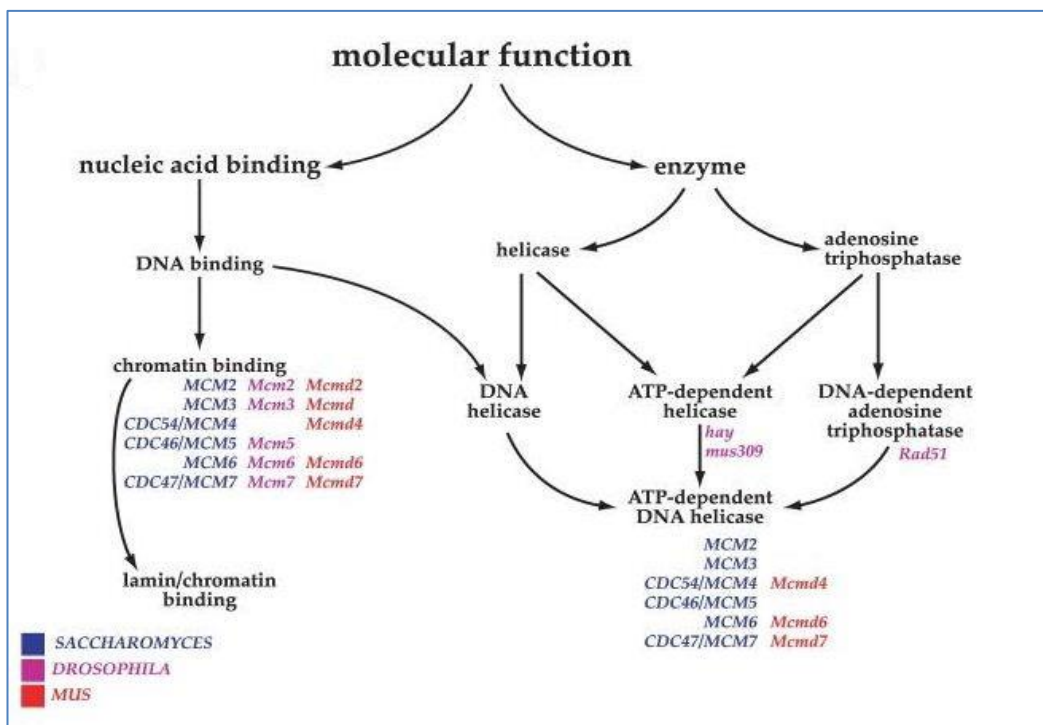 molecular function
nucleic acid binding
enzyme
DNA binding
helicase
adenosine
triphosphatase
chromatin binding
MCM2 Mcm2 Mcmd2
MCM3 Mcm3 Mcmd
CDC54/MCM4 Mcmd4
CDC46/MCM5 Mcm5
MCM6 Mcm6 Mcmd6
CDC47/MCM7 Mcm7 Mcmd7
DNA
helicase
ATP-dependent
helicase
hay
mus309
DNA-dependent
adenosine
triphosphatase
Rad51
ATP-dependent
DNA helicase
MCM2
MCM3
CDC54/MCM4 Mcmd4
CDC46/MCM5
MCM6 Mcmd6
CDC47/MCM7 Mcmd7
lamin/chromatin
binding
SACCHAROMYCES
DROSOPHILA
MUS